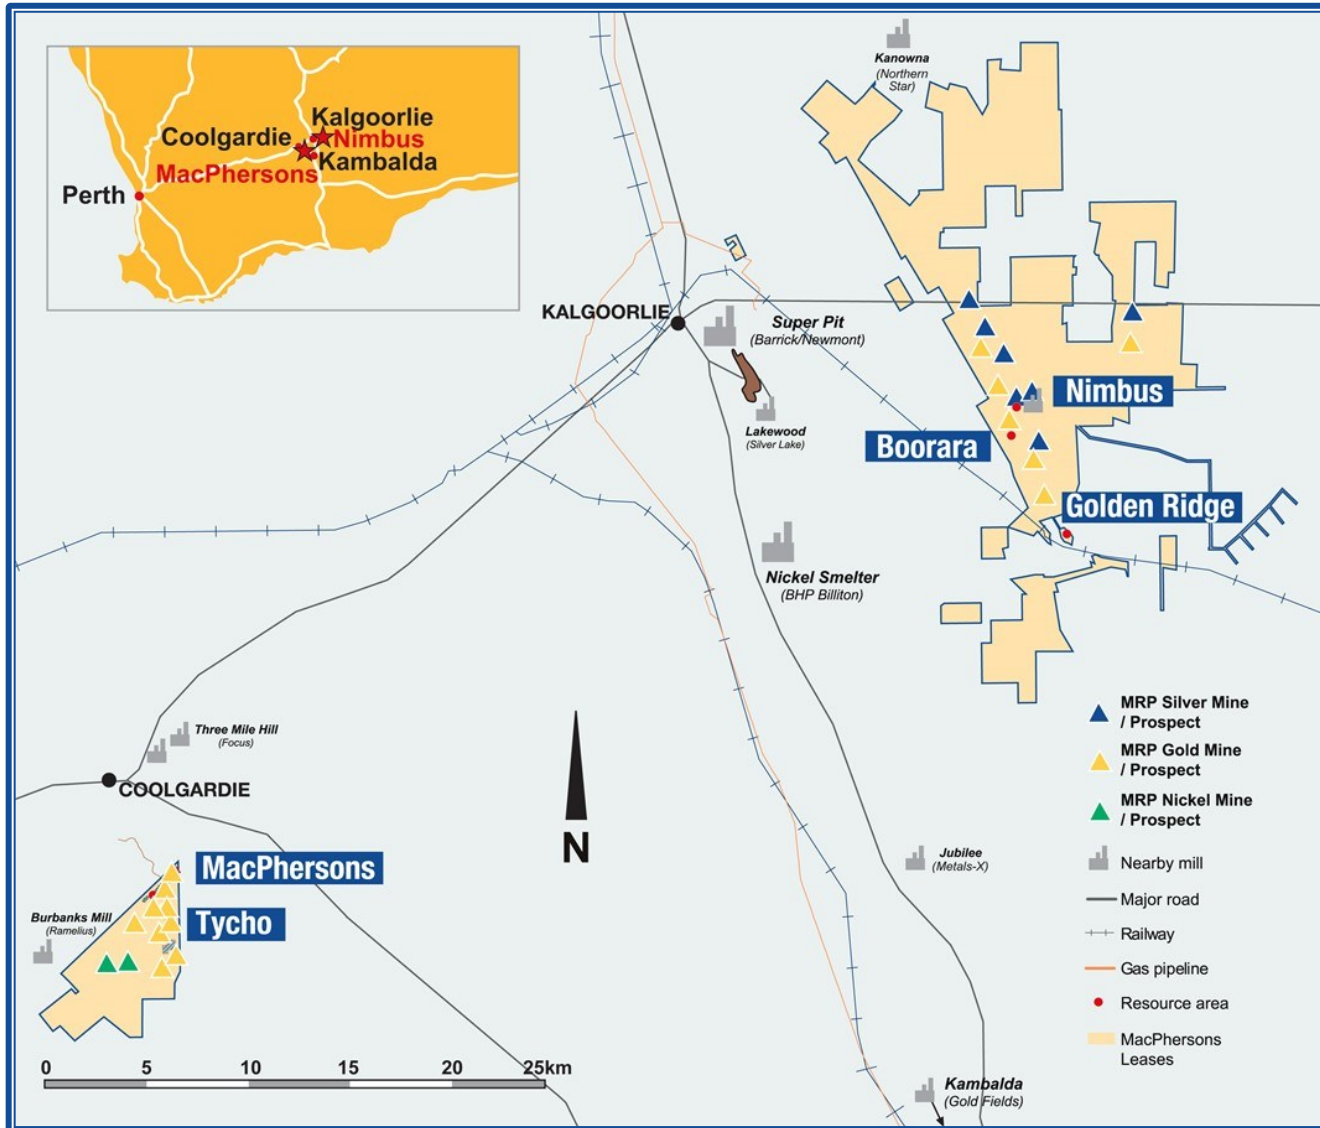 Kanowna
(Northern
Star)
Kalgoorlie
Coolgardie
Nimbus
Kambalda
MacPhersons
Perth
KALGOORLIE
Super Pit
(Barrick/Newmont)
Lakewood
(Silver Lake)
Nimbus
Boorara
Golden Ridge
Nickel Smelter
(BHP Billiton)
Three Mile Hill
(Focus)
COOLGARDIE
MacPhersons
Tycho
Burbanks Mill
(Ramelius)
N
Jubilee
(Metals-X)
Kambalda
(Gold Fields)
MRP Silver Mine
/ Prospect
MRP Gold Mine
/ Prospect
MRP Nickel Mine
/ Prospect
Nearby mill
Major road
Railway
Gas pipeline
Resource area
MacPhersons
Leases
0 5 10 15 20 25km